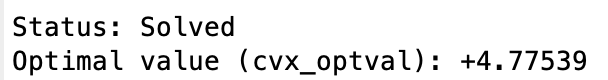 Status: Solved
Optimal value (cvx_optval): +4.77539